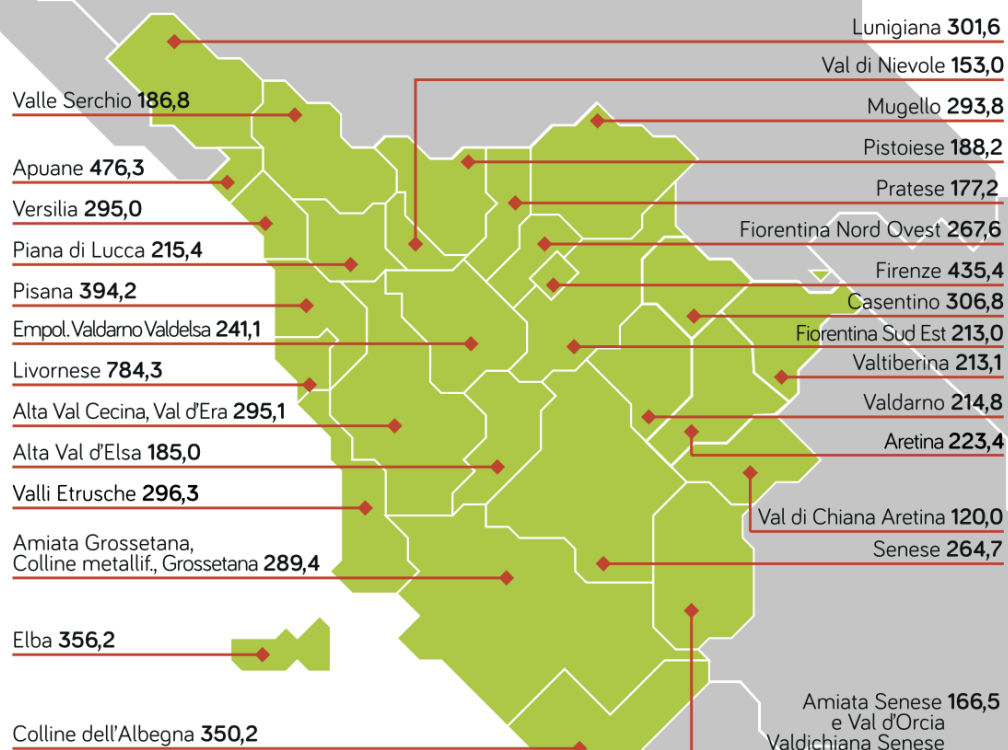 Lunigiana 301,6
Val di Nievole 153,0
Valle Serchio 186,8
Mugello 293,8
Pistoiese 188,2
Apuane 476,3
Pratese 177,2
Versilia 295,0
Fiorentina Nord Ovest 267,6
Piana di Lucca 215,4
Firenze 435,4
Pisana 394,2
Casentino 306,8
Empol. Valdarno Valdelsa 241,1
Fiorentina Sud Est 213,0
Livornese 784,3
Valtiberina 213,1
Alta Val Cecina, Val d'Era 295,1
Valdarno 214,8
Alta Val d'Elsa 185,0
Aretina 223,4
Valli Etrusche 296,3
Val di Chiana Aretina 120,0
Amiata Grossetana,
Colline metallif., Grossetana 289,4
Senese 264,7
Elba 356,2
Colline dell'Albegna 350,2
Amiata Senese 166,5
e Val d'Orcia
Valdichiana Senese